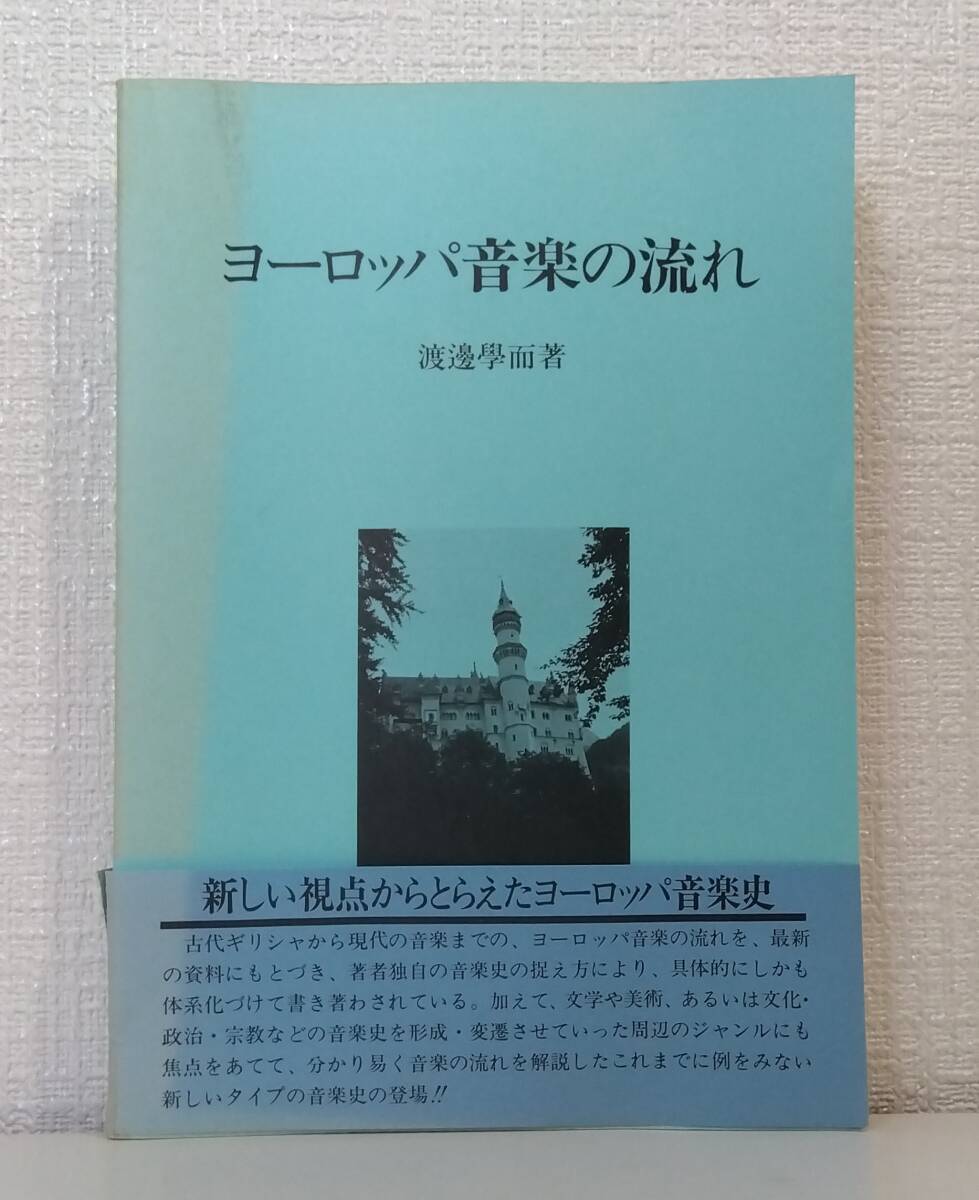 ヨーロッパ音楽の流れ
渡邊學而著
新しい視点からとらえたヨーロッパ音楽史
古代ギリシャから現代の音楽までの、ヨーロッパ音楽の流れを、最新
の資料にもとづき、著者独自の音楽史の捉え方により、具体的にしかも
体系化づけて書き著わされている。加えて、文学や美術、あるいは文化・
政治・宗教などの音楽史を形成・変遷させていった周辺のジャンルにも
焦点をあてて、分かり易く音楽の流れを解説したこれまでに例をみない
新しいタイプの音楽史の登場!!